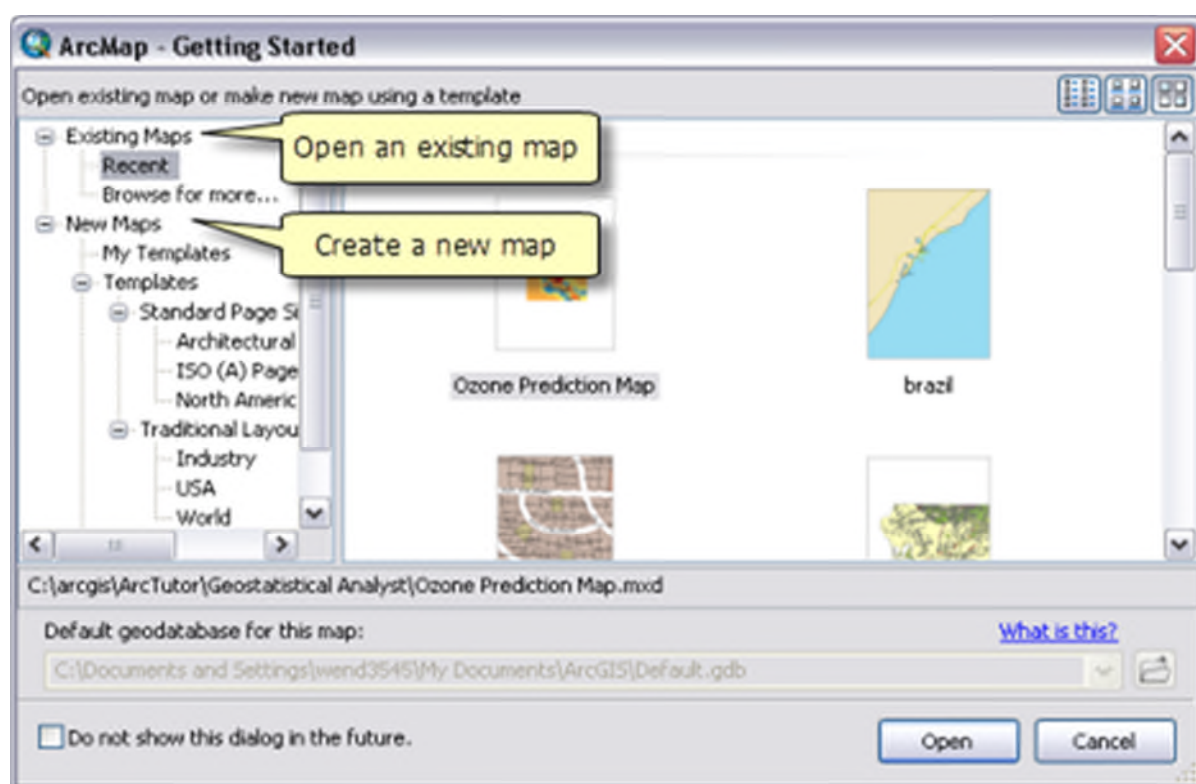 ArcMap - Getting Started
Open existing map or make new map using a template
Existing Maps
Recent
Browse for more...
New Maps
My Templates
Templates
Standard Page Si
Architectural
ISO (A) Page
North Americ
Traditional Layou
Industry
USA
World
Open an existing map
Create a new map
Ozone Prediction Map
brazil
C:\arcgis\ArcTutor\Geostatistical Analyst\Ozone Prediction Map.mxd
Default geodatabase for this map:
What is this?
C:\Documents and Settings\wend3545\My Documents\ArcGIS\Default.gdb
Do not show this dialog in the future.
Open
Cancel